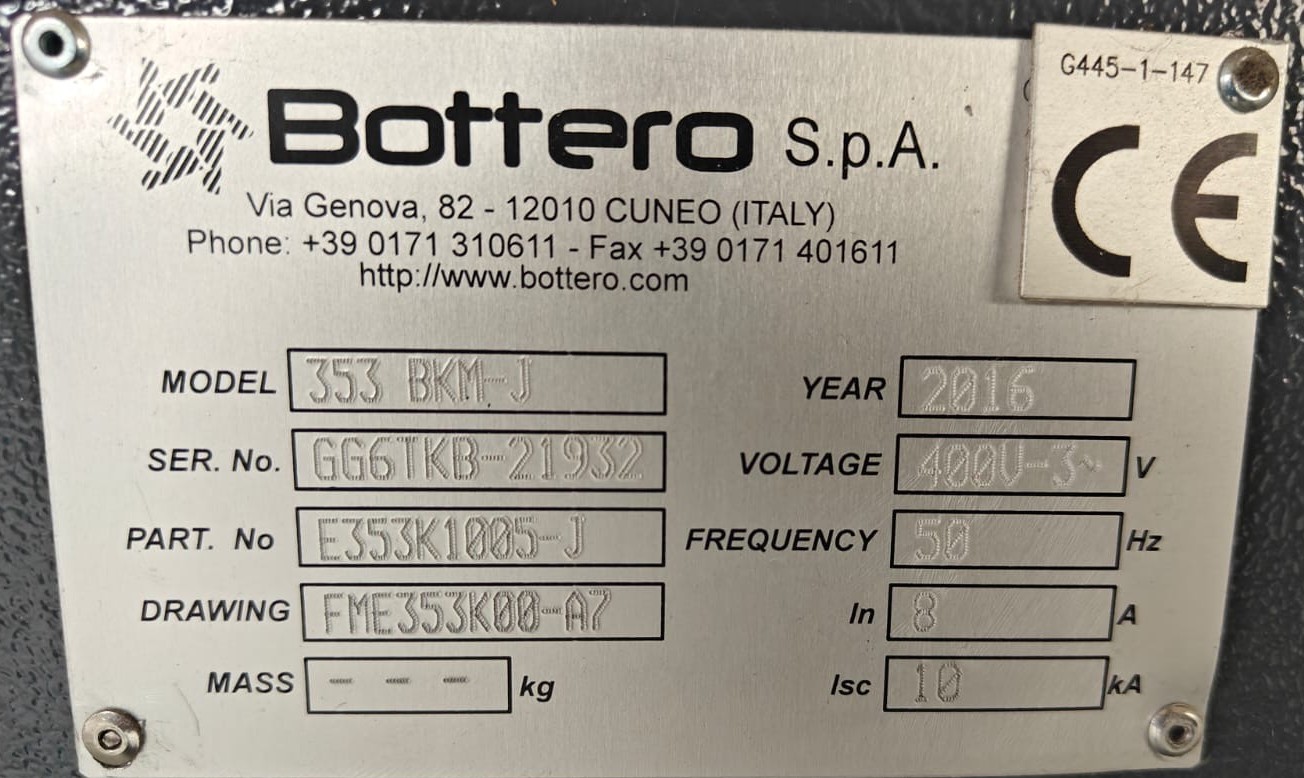 Bottero S.p.A.
G445-1-147
CE
Via Genova, 82 - 12010 CUNEO (ITALY)
Phone: +39 0171 310611 - Fax +39 0171 401611
http://www.bottero.com
MODEL 353 BKM-J
YEAR 2016
SER. No. GG6TKB-21932
VOLTAGE 400V-3~ V
PART. No E353K1005-J
FREQUENCY 50 Hz
DRAWING FME353K00-A7
In 8 A
MASS --- kg
Isc 10 kA